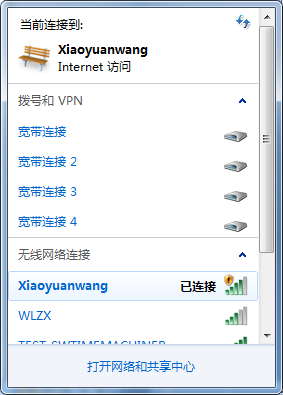 当前连接到:
Xiaoyuanwang
Internet 访问
拨号和 VPN
宽带连接
宽带连接 2
宽带连接 3
宽带连接 4
无线网络连接
Xiaoyuanwang 已连接
WLZX
打开网络和共享中心